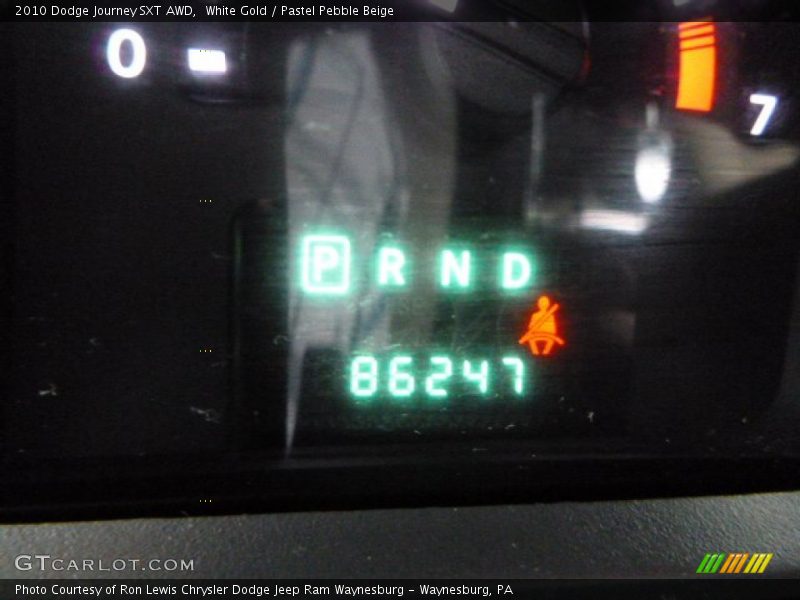 2010 Dodge Journey SXT AWD,  White Gold / Pastel Pebble Beige
0
7
P R N D
86247
GTCARLOT.COM
Photo Courtesy of Ron Lewis Chrysler Dodge Jeep Ram Waynesburg - Waynesburg, PA